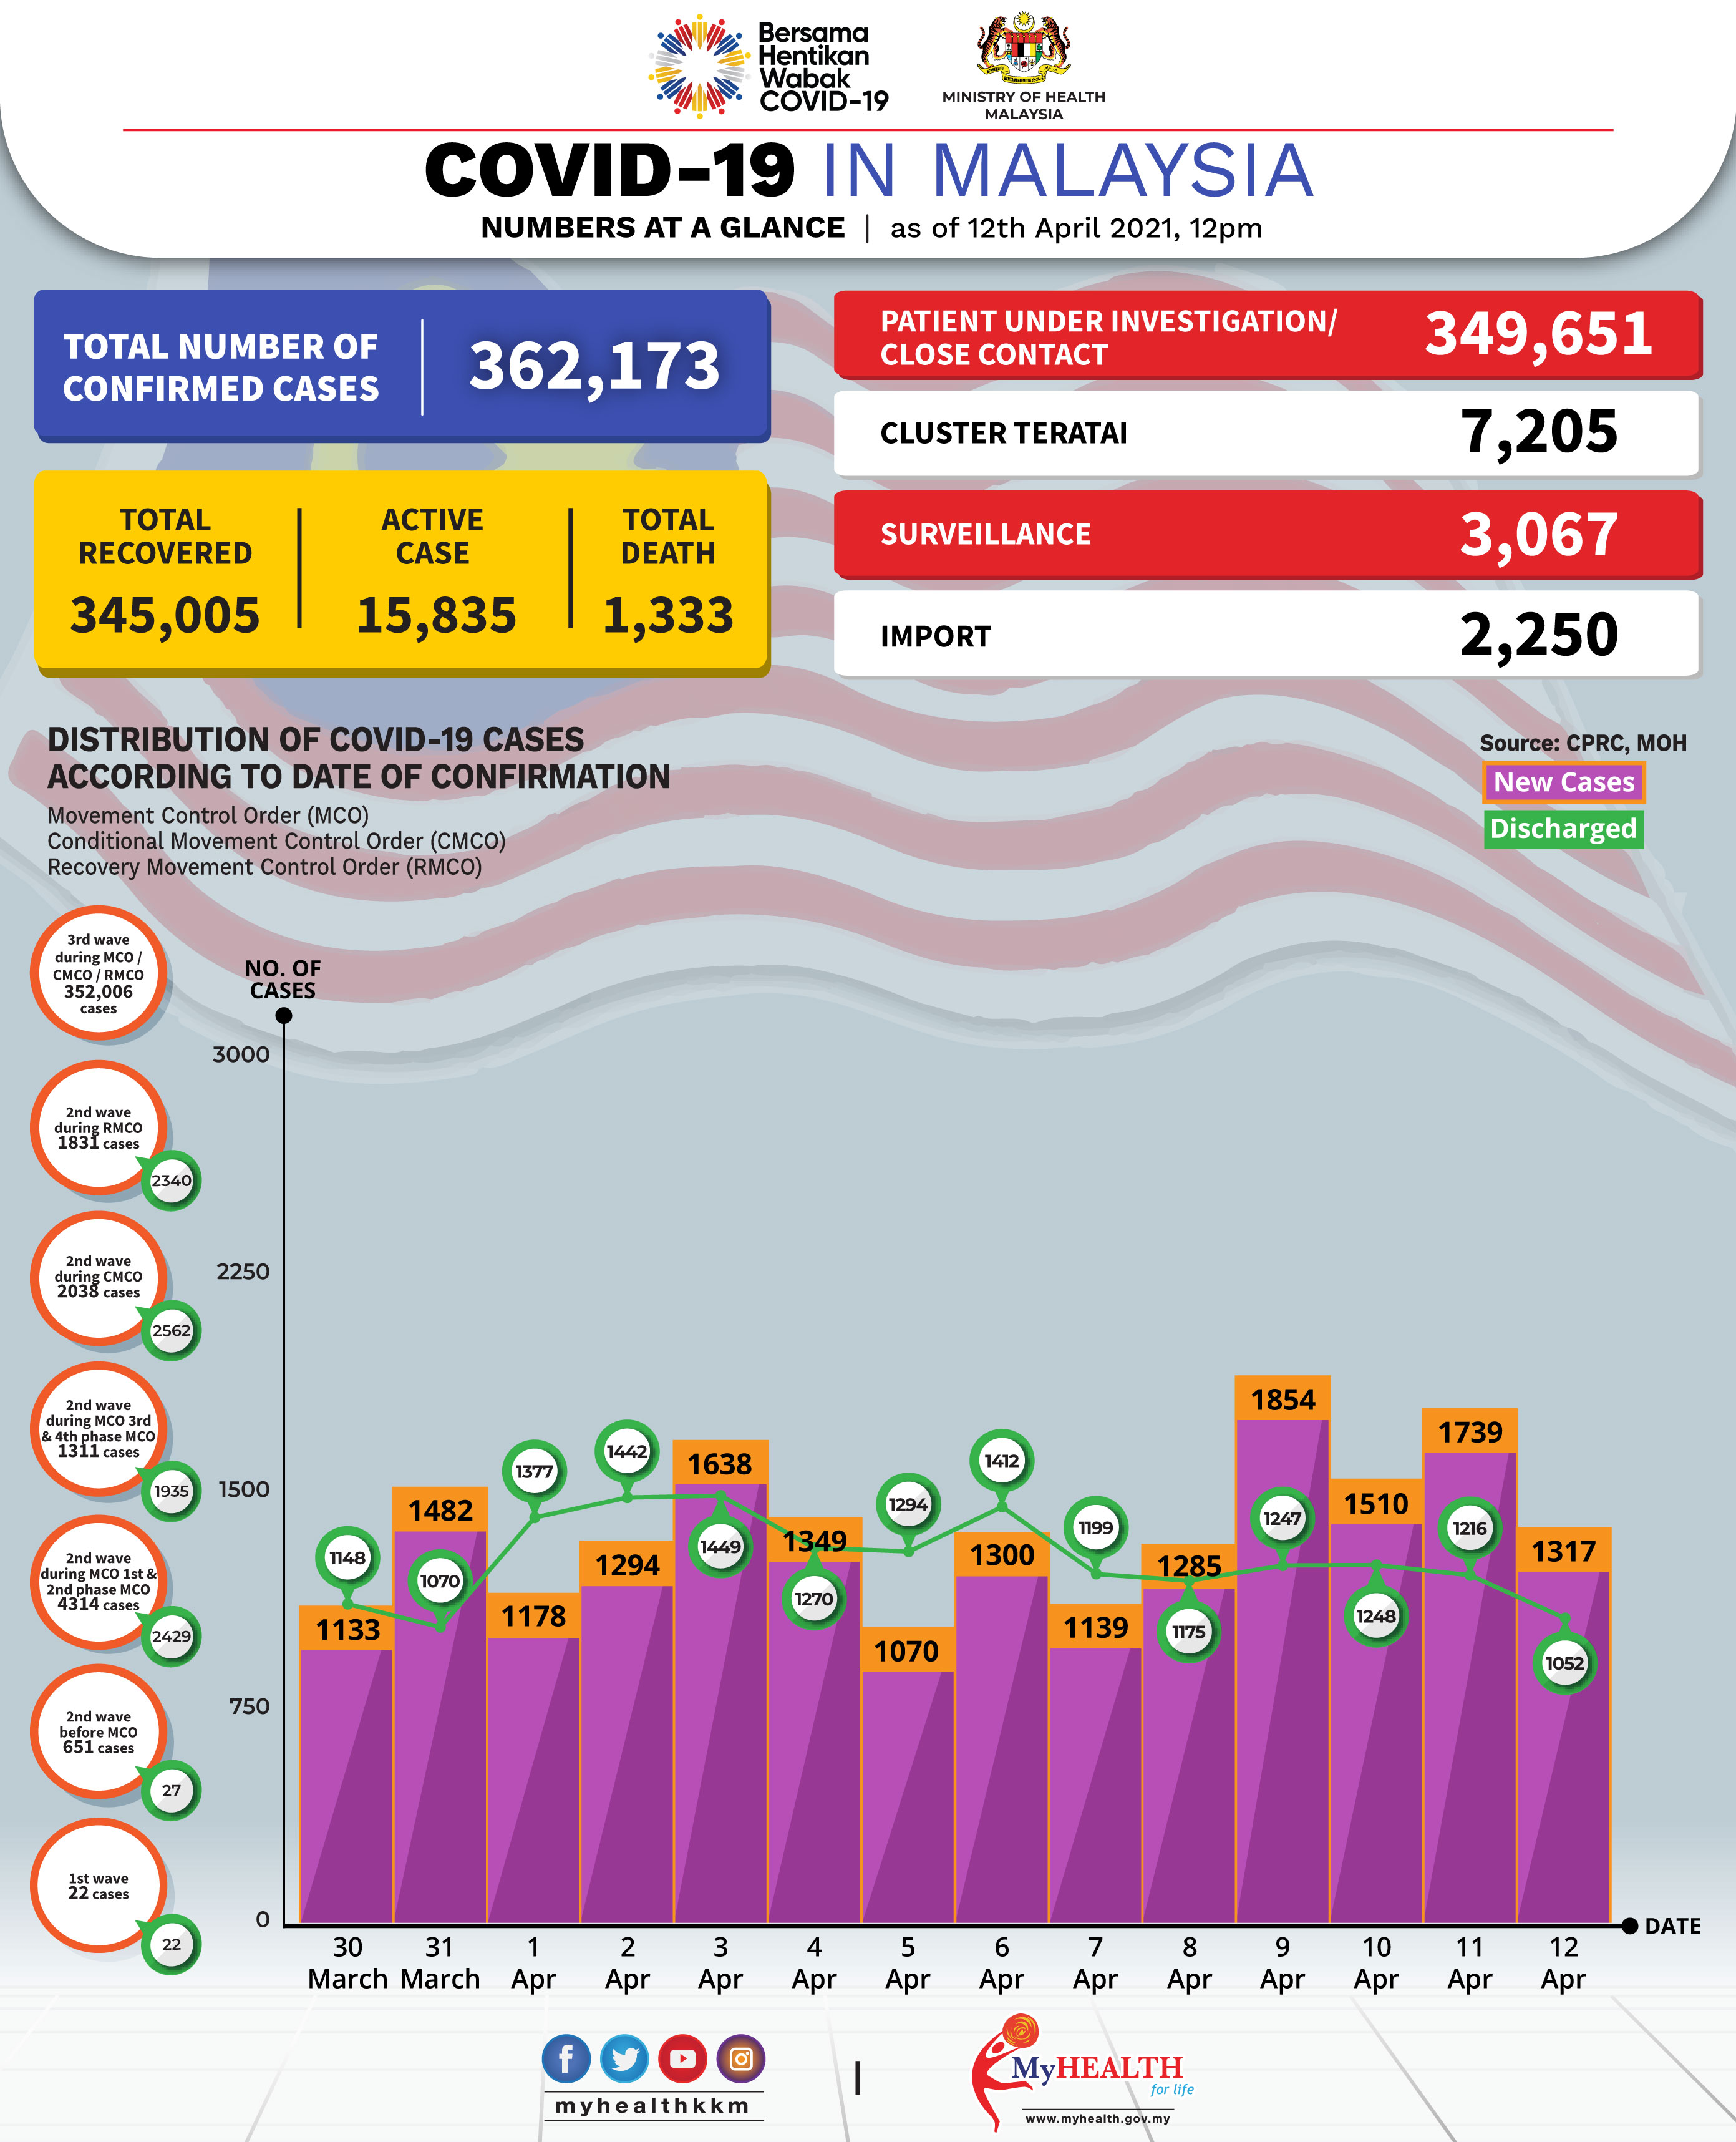 Bersama
Hentikan
Wabak
COVID-19
MINISTRY OF HEALTH
MALAYSIA
COVID-19 IN MALAYSIA
NUMBERS AT A GLANCE | as of 12th April 2021, 12pm
TOTAL NUMBER OF
CONFIRMED CASES
362,173
TOTAL
RECOVERED
345,005
ACTIVE
CASE
15,835
TOTAL
DEATH
1,333
PATIENT UNDER INVESTIGATION/
CLOSE CONTACT
349,651
CLUSTER TERATAI
7,205
SURVEILLANCE
3,067
IMPORT
2,250
DISTRIBUTION OF COVID-19 CASES
ACCORDING TO DATE OF CONFIRMATION
Movement Control Order (MCO)
Conditional Movement Control Order (CMCO)
Recovery Movement Control Order (RMCO)
Source: CPRC, MOH
New Cases
Discharged
3rd wave
during MCO /
CMCO / RMCO
352,006
cases
2nd wave
during RMCO
1831 cases
2340
2nd wave
during CMCO
2038 cases
2562
2nd wave
during MCO 3rd
& 4th phase MCO
1311 cases
1935
2nd wave
during MCO 1st &
2nd phase MCO
4314 cases
2429
2nd wave
before MCO
651 cases
27
1st wave
22 cases
22
NO. OF
CASES
3000
2250
1500
750
0
1148
1133
1482
1070
1377
1178
1442
1294
1638
1449
1349
1270
1294
1070
1412
1300
1199
1139
1285
1175
1854
1247
1510
1248
1739
1216
1317
1052
DATE
30 March
31 March
1 Apr
2 Apr
3 Apr
4 Apr
5 Apr
6 Apr
7 Apr
8 Apr
9 Apr
10 Apr
11 Apr
12 Apr
myhealthkkm
MyHEALTH
for life
www.myhealth.gov.my